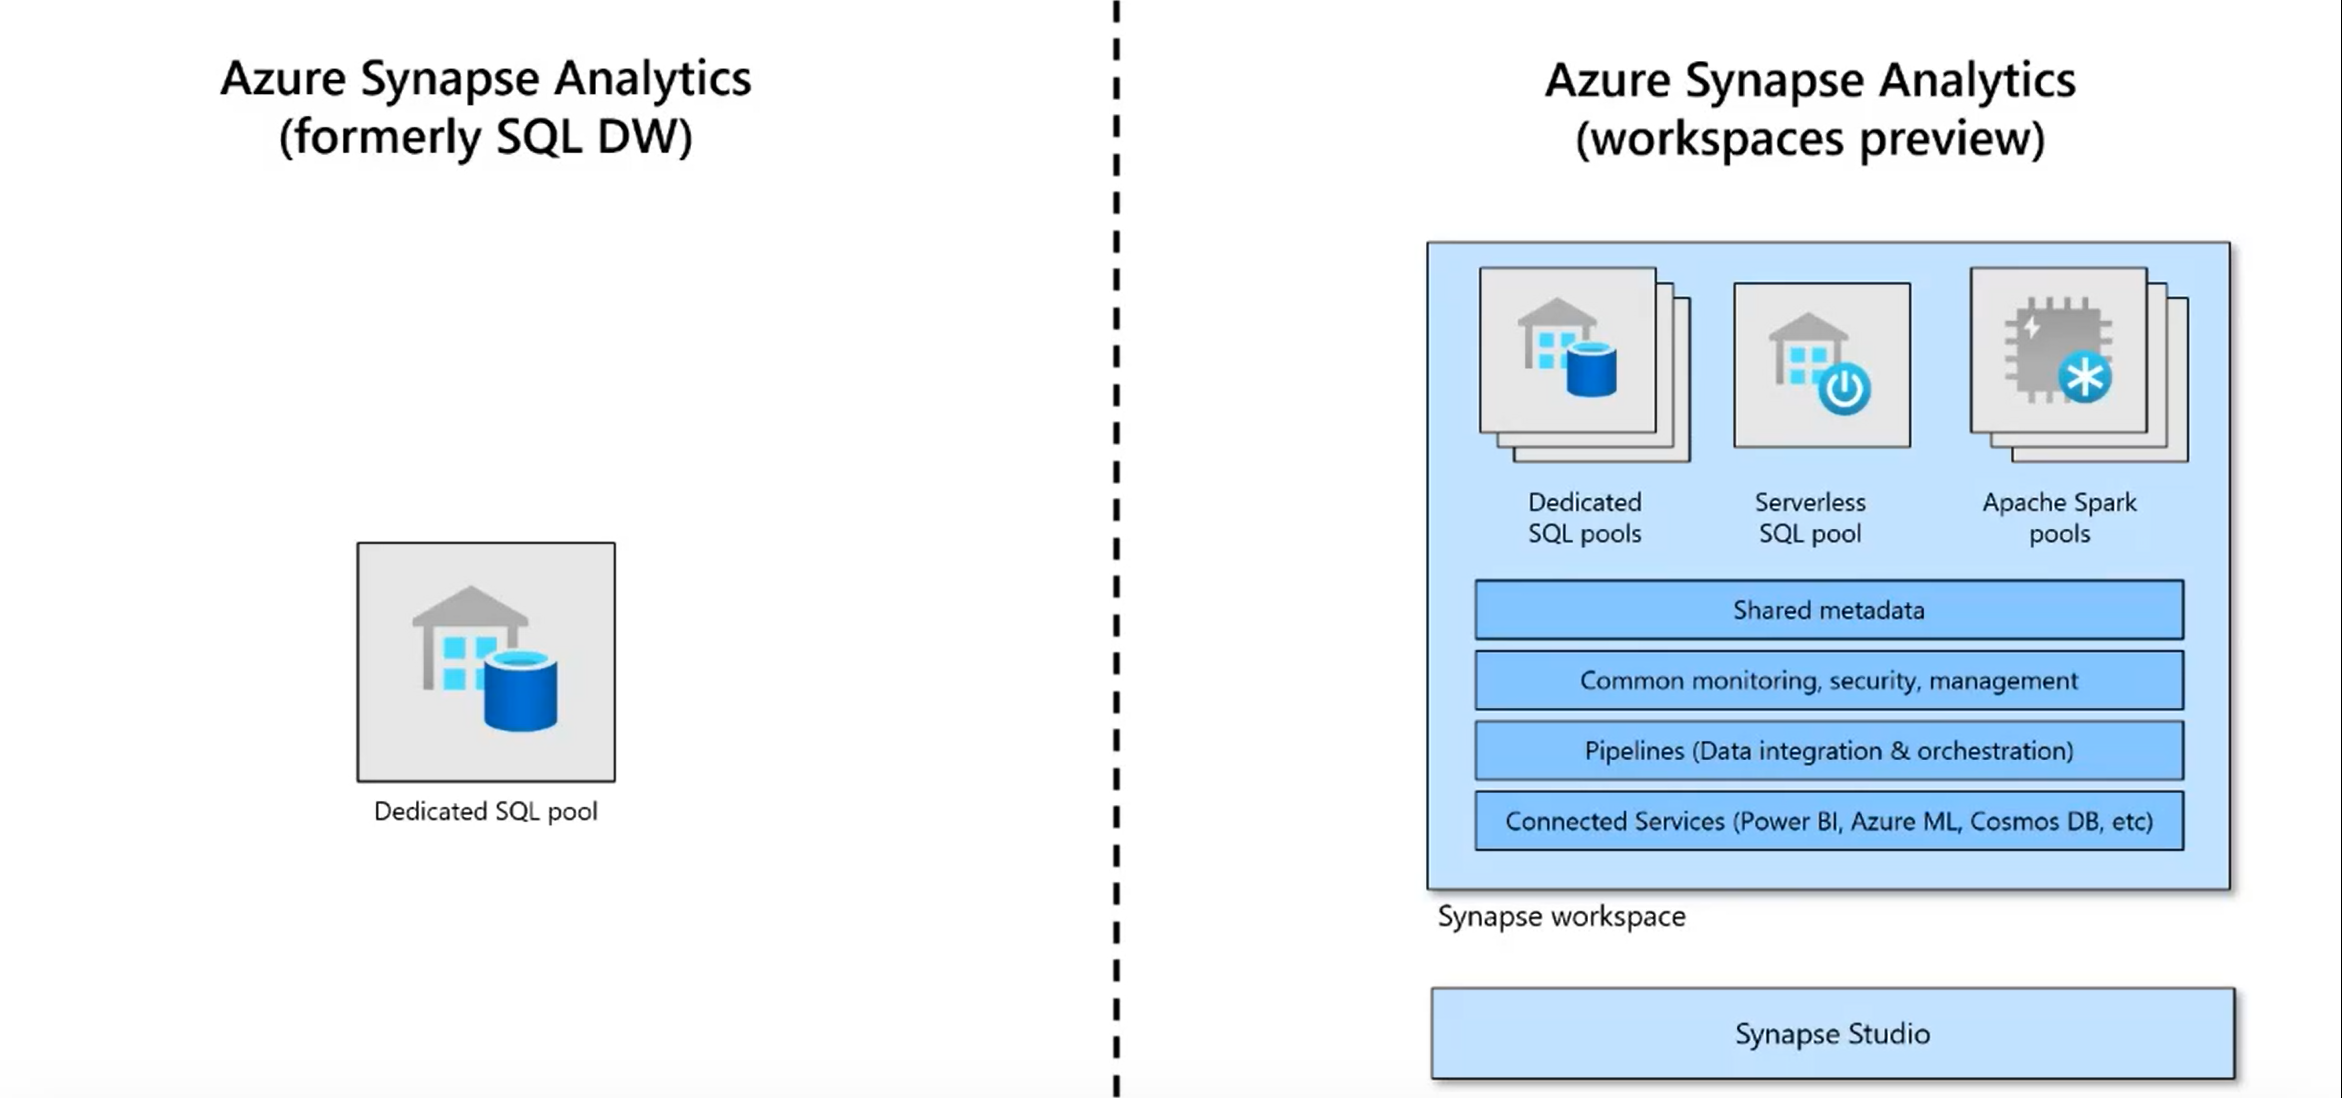 Azure Synapse Analytics
(formerly SQL DW)
Dedicated SQL pool
Azure Synapse Analytics
(workspaces preview)
Dedicated
SQL pools
Serverless
SQL pool
Apache Spark
pools
Shared metadata
Common monitoring, security, management
Pipelines (Data integration & orchestration)
Connected Services (Power BI, Azure ML, Cosmos DB, etc)
Synapse workspace
Synapse Studio